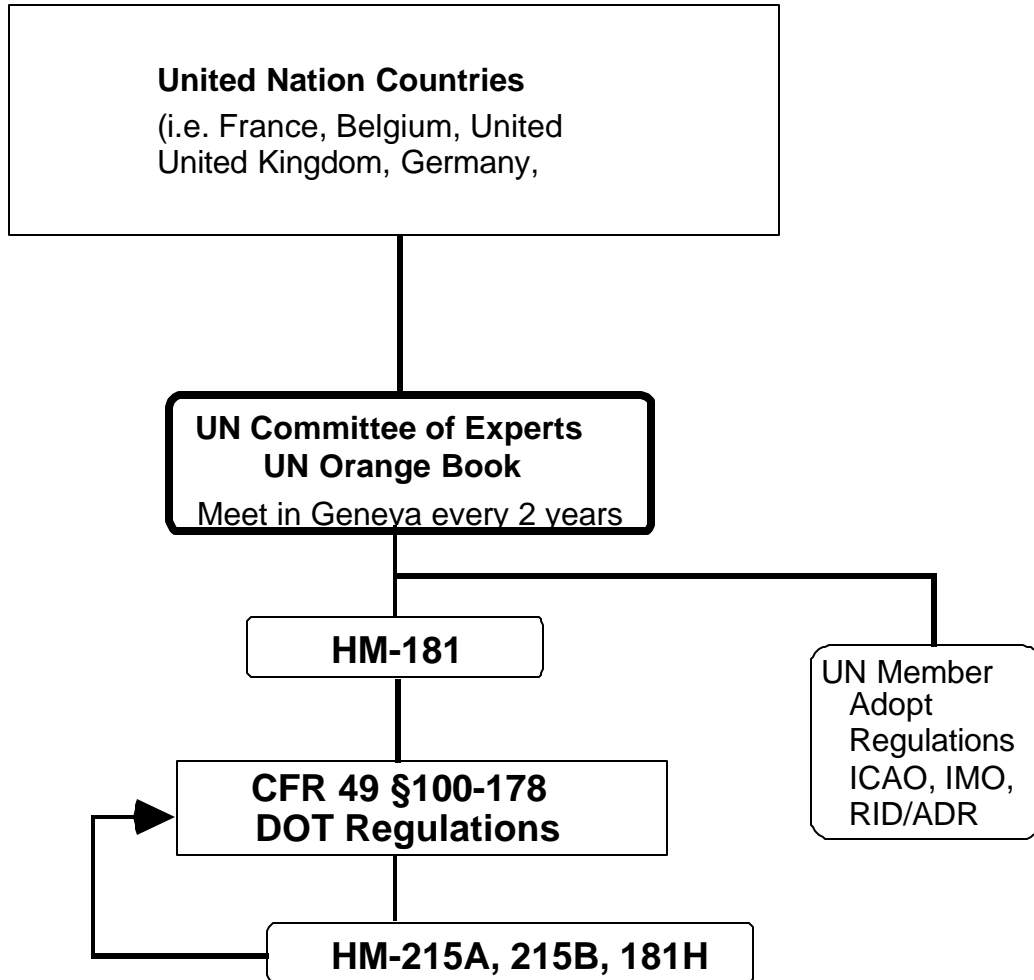 United Nation Countries
(i.e. France, Belgium, United
United Kingdom, Germany,
UN Committee of Experts
UN Orange Book
Meet in Geneva every 2 years
HM-181
UN Member
Adopt
Regulations
ICAO, IMO,
RID/ADR
CFR 49 §100-178
DOT Regulations
HM-215A, 215B, 181H